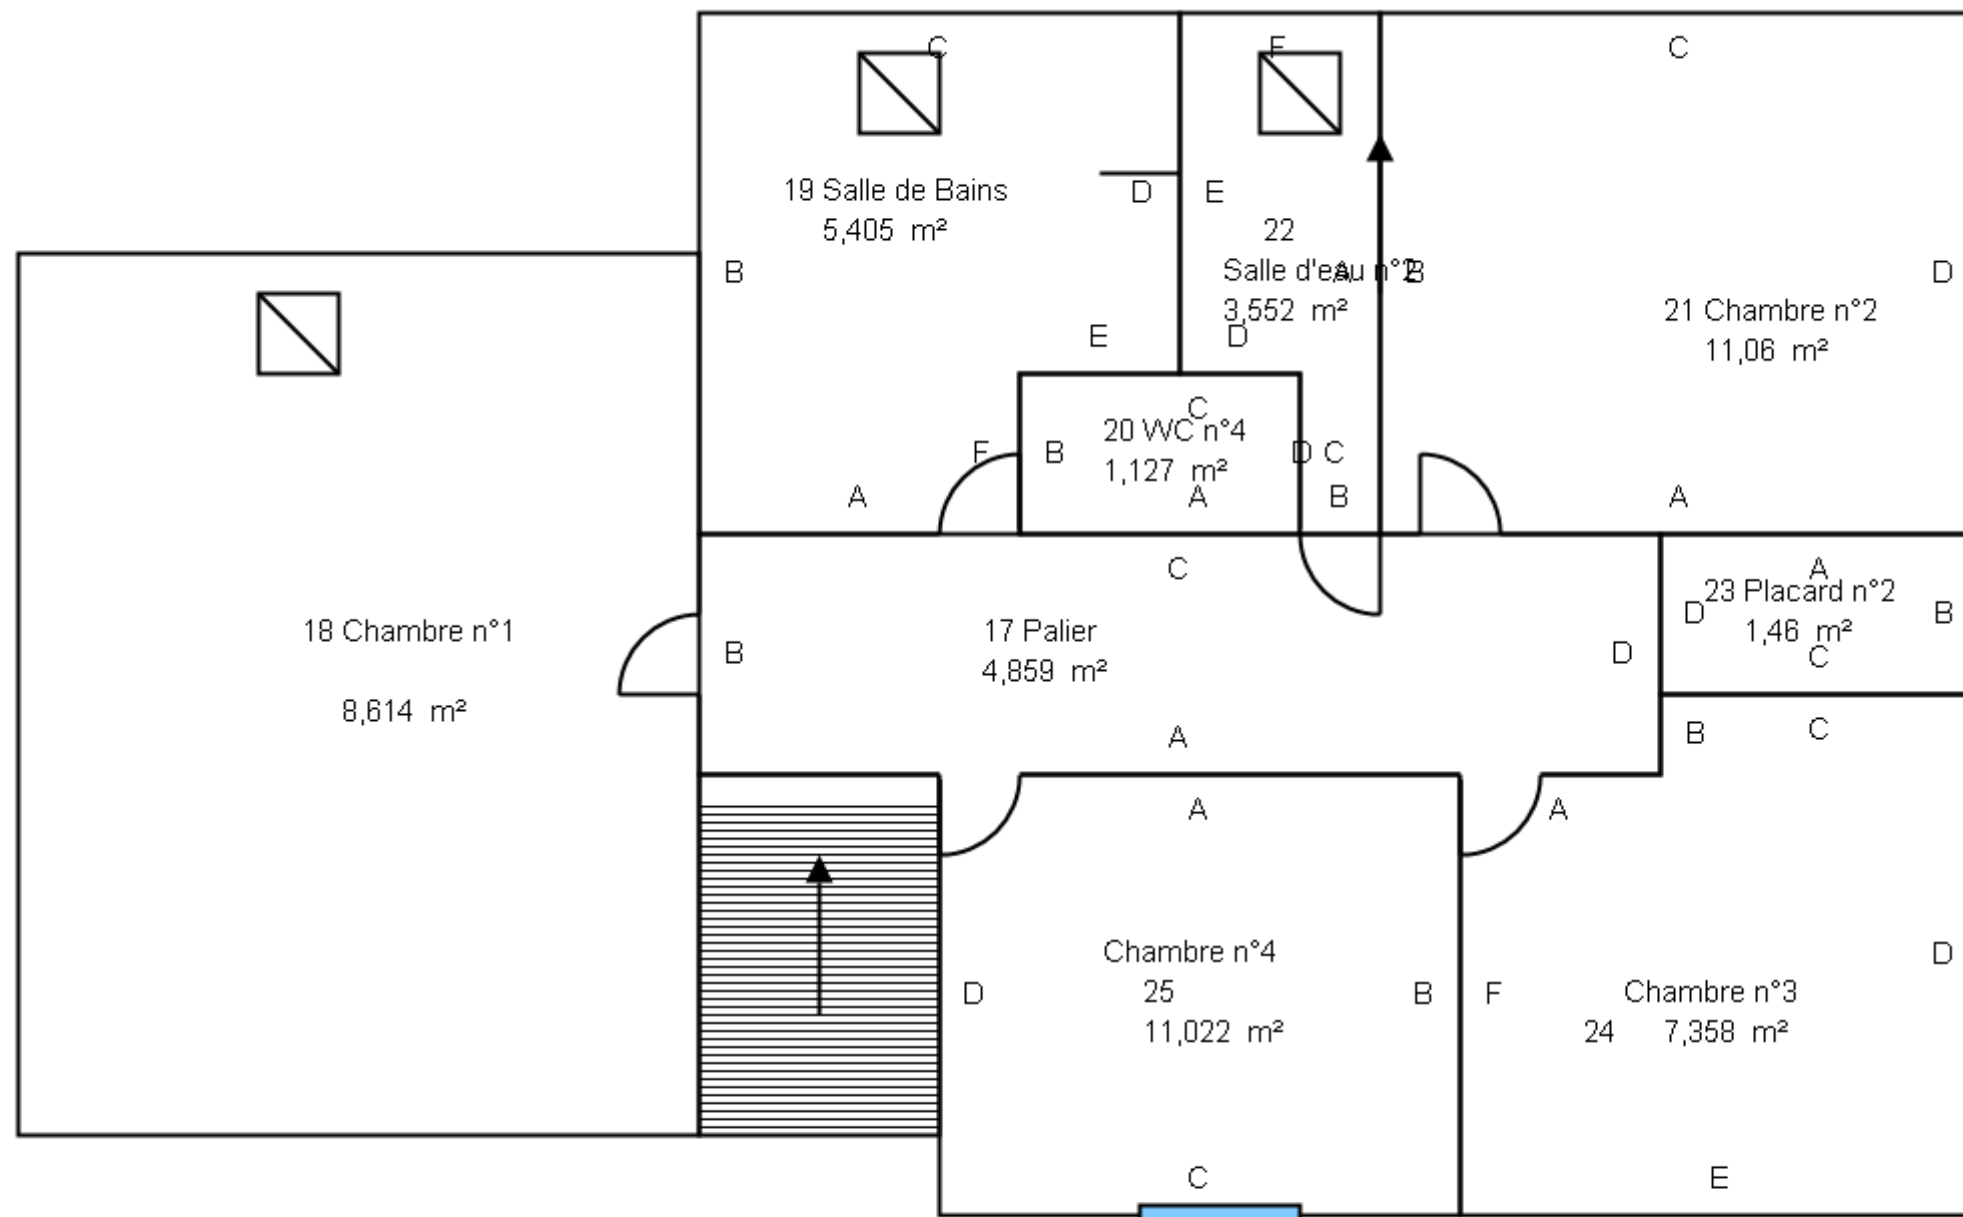 C
F
C
19 Salle de Bains
5,405 m²
D
E
22
Salle d'eau n°2
3,552 m²
B
A
B
D
21 Chambre n°2
11,06 m²
E
D
C
20 WC n°4
1,127 m²
F
B
D
C
A
A
B
A
C
A
23 Placard n°2
1,46 m²
D
B
C
18 Chambre n°1
8,614 m²
B
17 Palier
4,859 m²
D
A
B
C
A
A
Chambre n°4
25
11,022 m²
D
B
F
Chambre n°3
24 7,358 m²
D
C
E